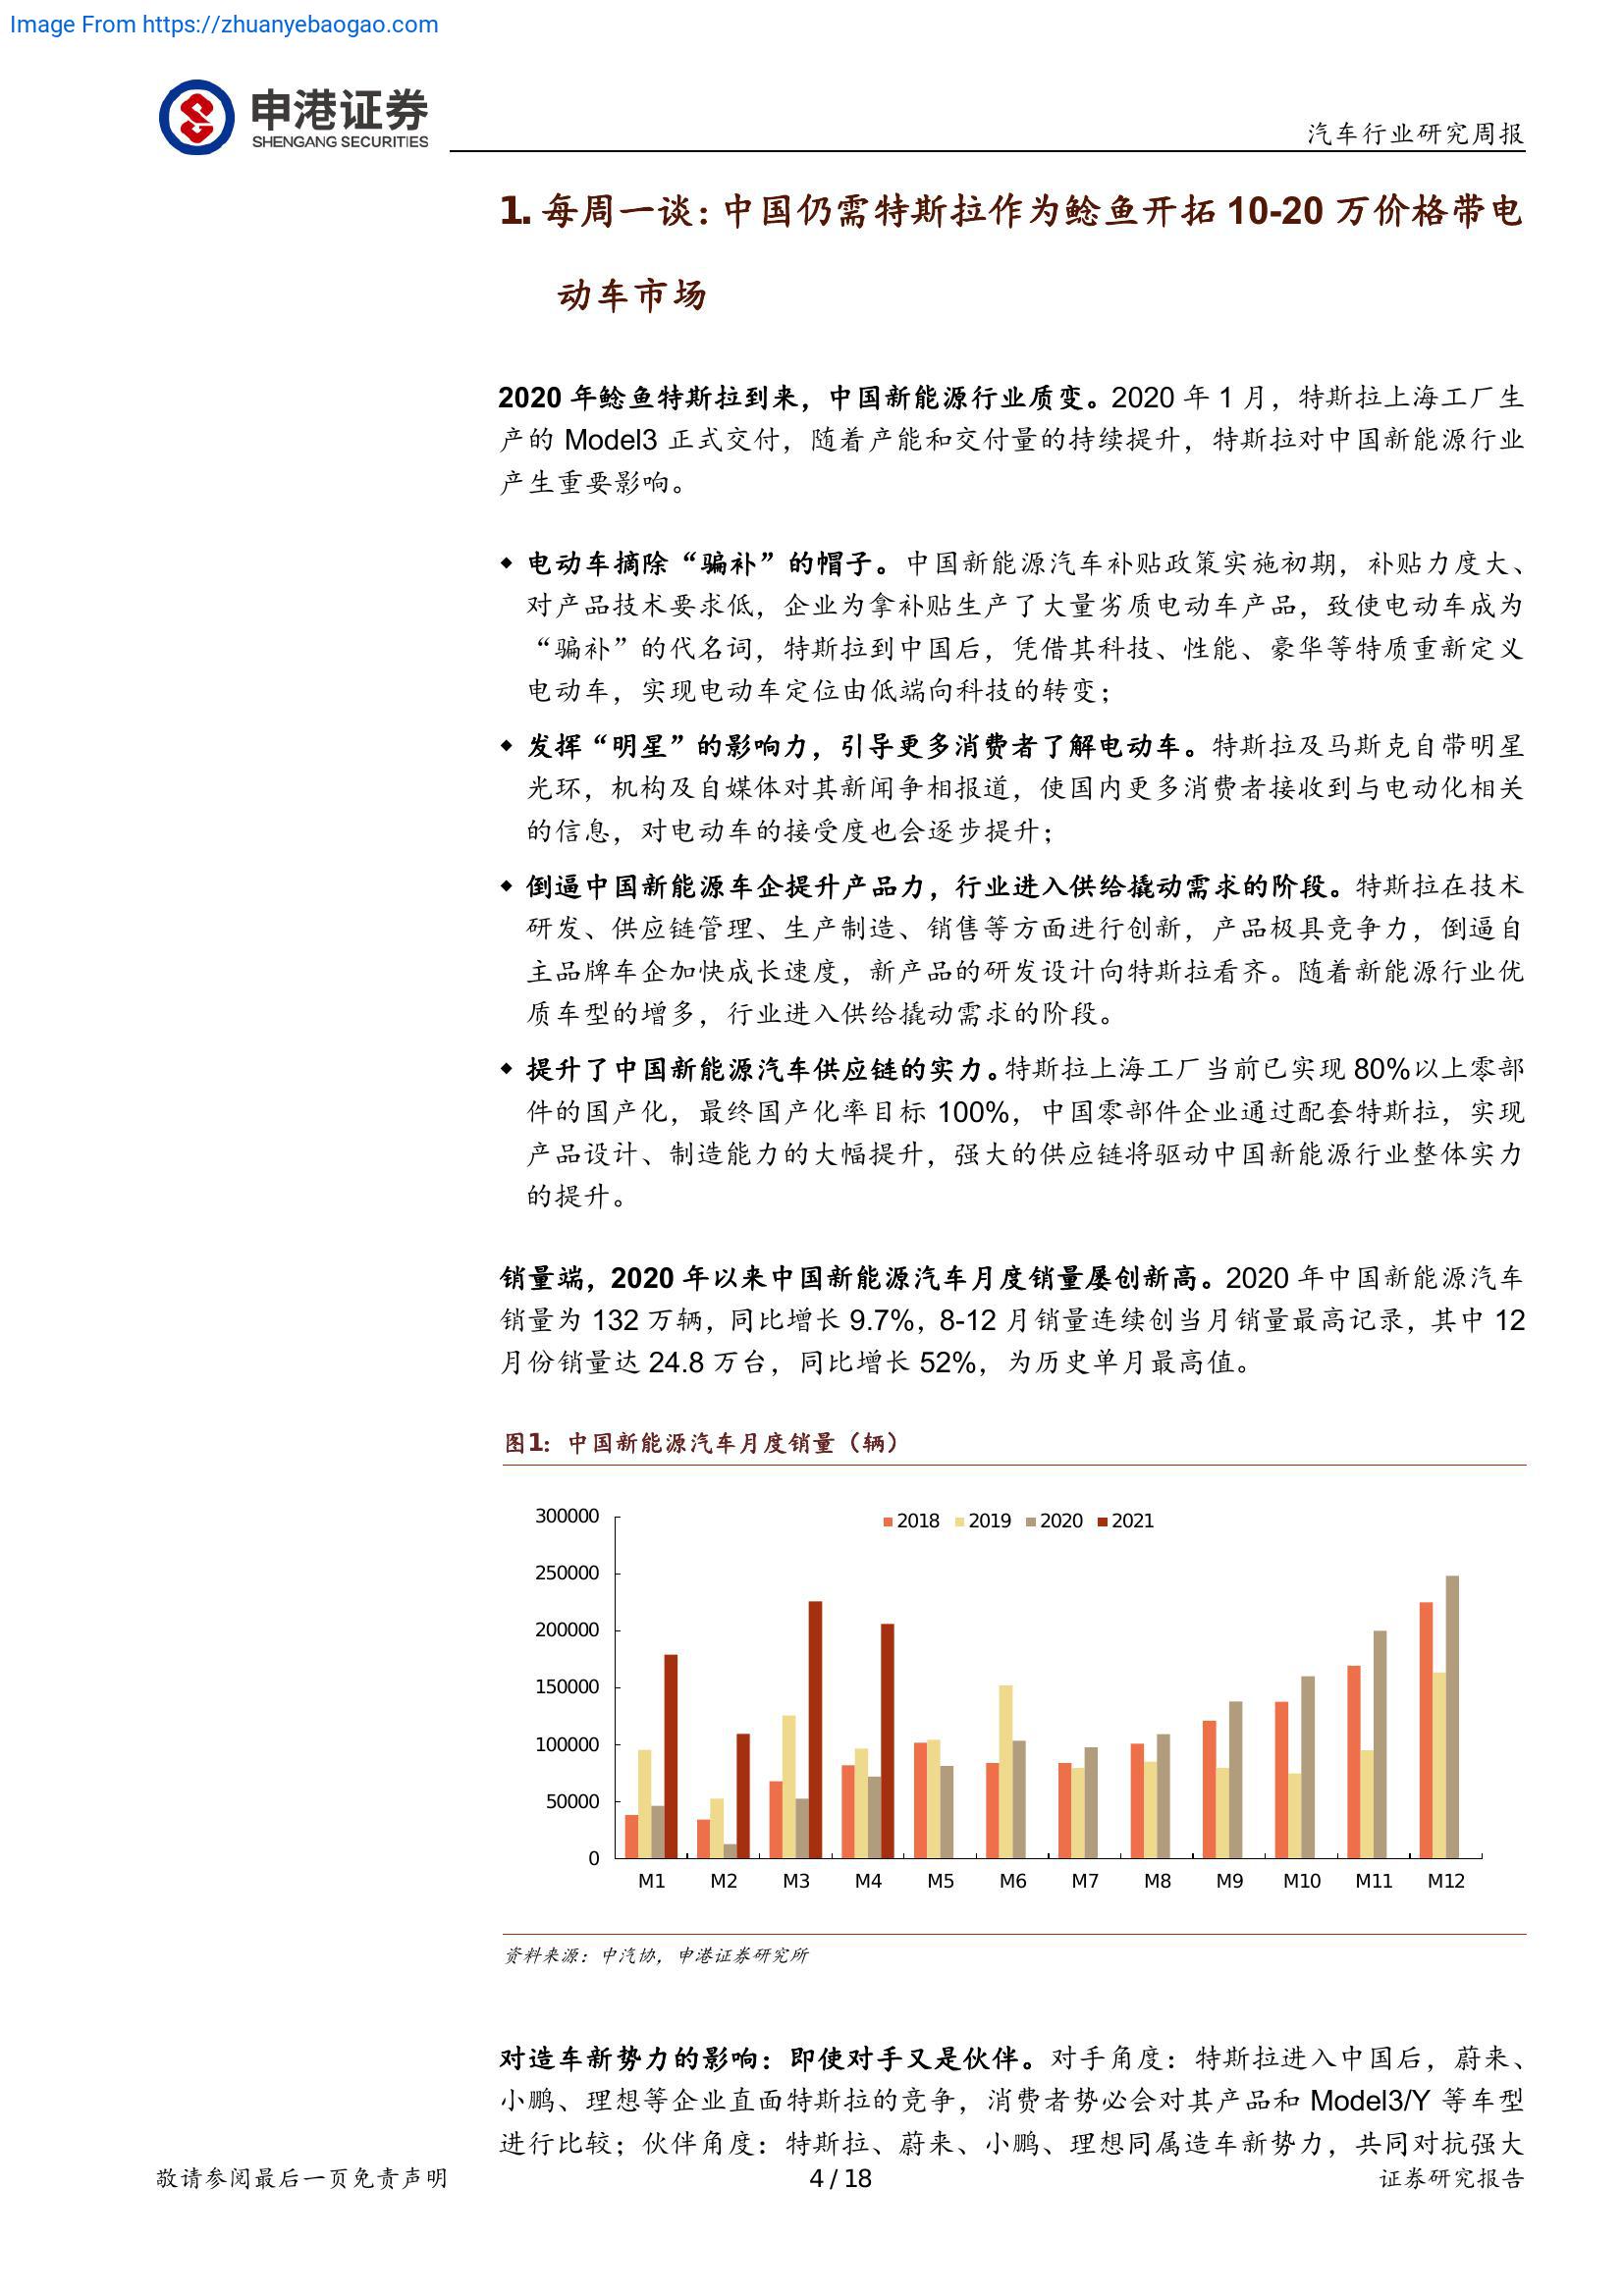 Image From https://zhuanyebaogao.com
申港证券
SHENGANG SECURITIES
汽车行业研究周报
1. 每周一谈：中国仍需特斯拉作为鲶鱼开拓 10-20 万价格带电
动车市场
2020 年鲶鱼特斯拉到来，中国新能源行业质变。2020 年 1 月，特斯拉上海工厂生
产的 Model3 正式交付，随着产能和交付量的持续提升，特斯拉对中国新能源行业
产生重要影响。
◆ 电动车摘除“骗补”的帽子。中国新能源汽车补贴政策实施初期，补贴力度大、
对产品技术要求低，企业为拿补贴生产了大量劣质电动车产品，致使电动车成为
“骗补”的代名词，特斯拉到中国后，凭借其科技、性能、豪华等特质重新定义
电动车，实现电动车定位由低端向科技的转变；
◆ 发挥“明星”的影响力，引导更多消费者了解电动车。特斯拉及马斯克自带明星
光环，机构及自媒体对其新闻争相报道，使国内更多消费者接收到与电动化相关
的信息，对电动车的接受度也会逐步提升；
◆ 倒逼中国新能源车企提升产品力，行业进入供给撬动需求的阶段。特斯拉在技术
研发、供应链管理、生产制造、销售等方面进行创新，产品极具竞争力，倒逼自
主品牌车企加快成长速度，新产品的研发设计向特斯拉看齐。随着新能源行业优
质车型的增多，行业进入供给撬动需求的阶段。
◆ 提升了中国新能源汽车供应链的实力。特斯拉上海工厂当前已实现 80%以上零部
件的国产化，最终国产化率目标 100%，中国零部件企业通过配套特斯拉，实现
产品设计、制造能力的大幅提升，强大的供应链将驱动中国新能源行业整体实力
的提升。
销量端，2020 年以来中国新能源汽车月度销量屡创新高。2020 年中国新能源汽车
销量为 132 万辆，同比增长 9.7%，8-12 月销量连续创当月销量最高记录，其中 12
月份销量达 24.8 万台，同比增长 52%，为历史单月最高值。
图1：中国新能源汽车月度销量（辆）
2018 2019 2020 2021
300000
250000
200000
150000
100000
50000
0
M1 M2 M3 M4 M5 M6 M7 M8 M9 M10 M11 M12
资料来源：中汽协，申港证券研究所
对造车新势力的影响：即使对手又是伙伴。对手角度：特斯拉进入中国后，蔚来、
小鹏、理想等企业直面特斯拉的竞争，消费者势必会对其产品和 Model3/Y 等车型
进行比较；伙伴角度：特斯拉、蔚来、小鹏、理想同属造车新势力，共同对抗强大
敬请参阅最后一页免责声明
4 / 18
证券研究报告